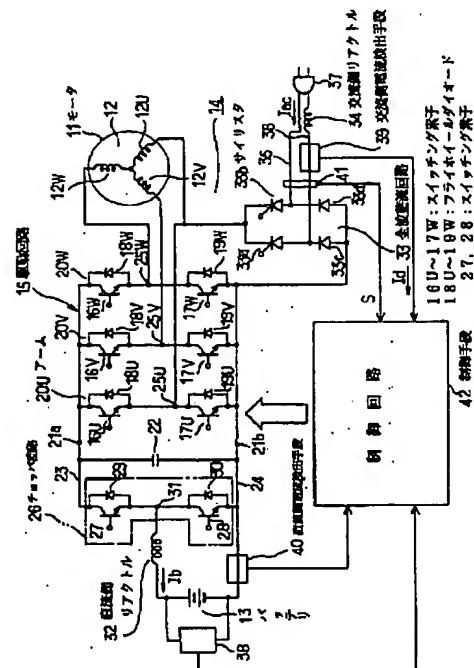 11 モータ
12
12U
12W
12V
14
15 駆動回路
20W
18W
25W
16W
17W
19W
20V
18V
25V
16V
17V
19V
20U アーム
18U
25U
16U
17U
19U
21a
21b
22
23
24
26 チョッパ回路
27
28
29
30
31
32 直流側リアクトル
Ib
13 バッテリ
38
40 直流側電流検出手段
33a
33b サイリスタ
33c
33d
33 全波整流回路
34 交流側リアクトル
39 交流側電流検出手段
35
36
37
Iac
41
Id
S
制御回路
42 制御手段
16U〜17W:スイッチング素子
18U〜19W:フライホイールダイオード
27, 28:スイッチング素子